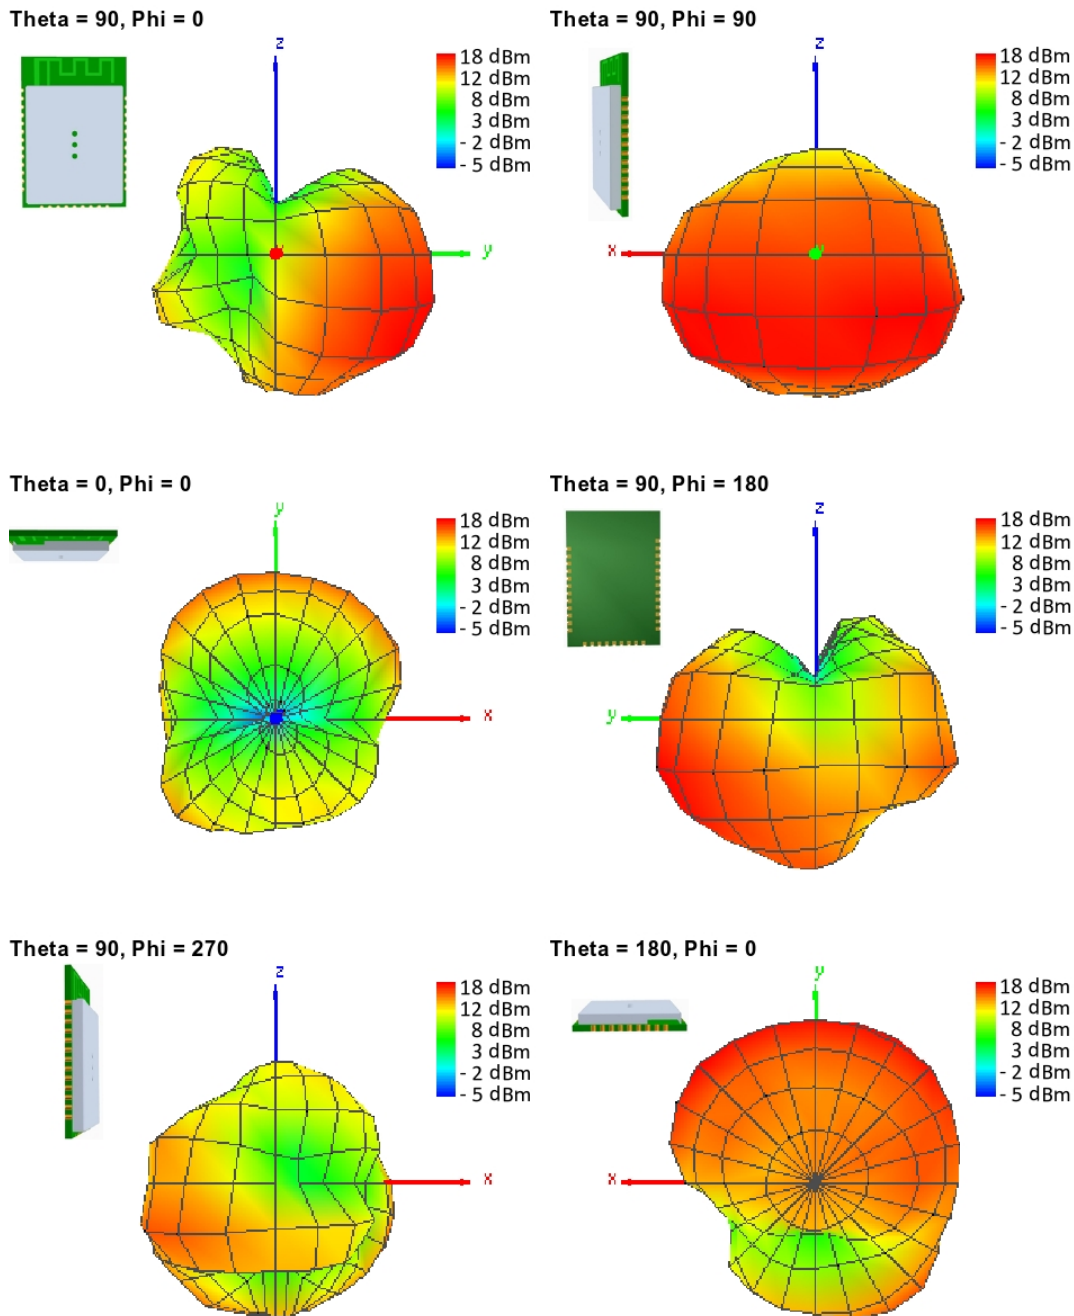 Theta = 90, Phi = 0
z
18 dBm
12 dBm
8 dBm
3 dBm
- 2 dBm
- 5 dBm
y
Theta = 90, Phi = 90
z
18 dBm
12 dBm
8 dBm
3 dBm
- 2 dBm
- 5 dBm
x
Theta = 0, Phi = 0
y
18 dBm
12 dBm
8 dBm
3 dBm
- 2 dBm
- 5 dBm
x
Theta = 90, Phi = 180
z
18 dBm
12 dBm
8 dBm
3 dBm
- 2 dBm
- 5 dBm
y
Theta = 90, Phi = 270
z
18 dBm
12 dBm
8 dBm
3 dBm
- 2 dBm
- 5 dBm
x
Theta = 180, Phi = 0
y
18 dBm
12 dBm
8 dBm
3 dBm
- 2 dBm
- 5 dBm
x